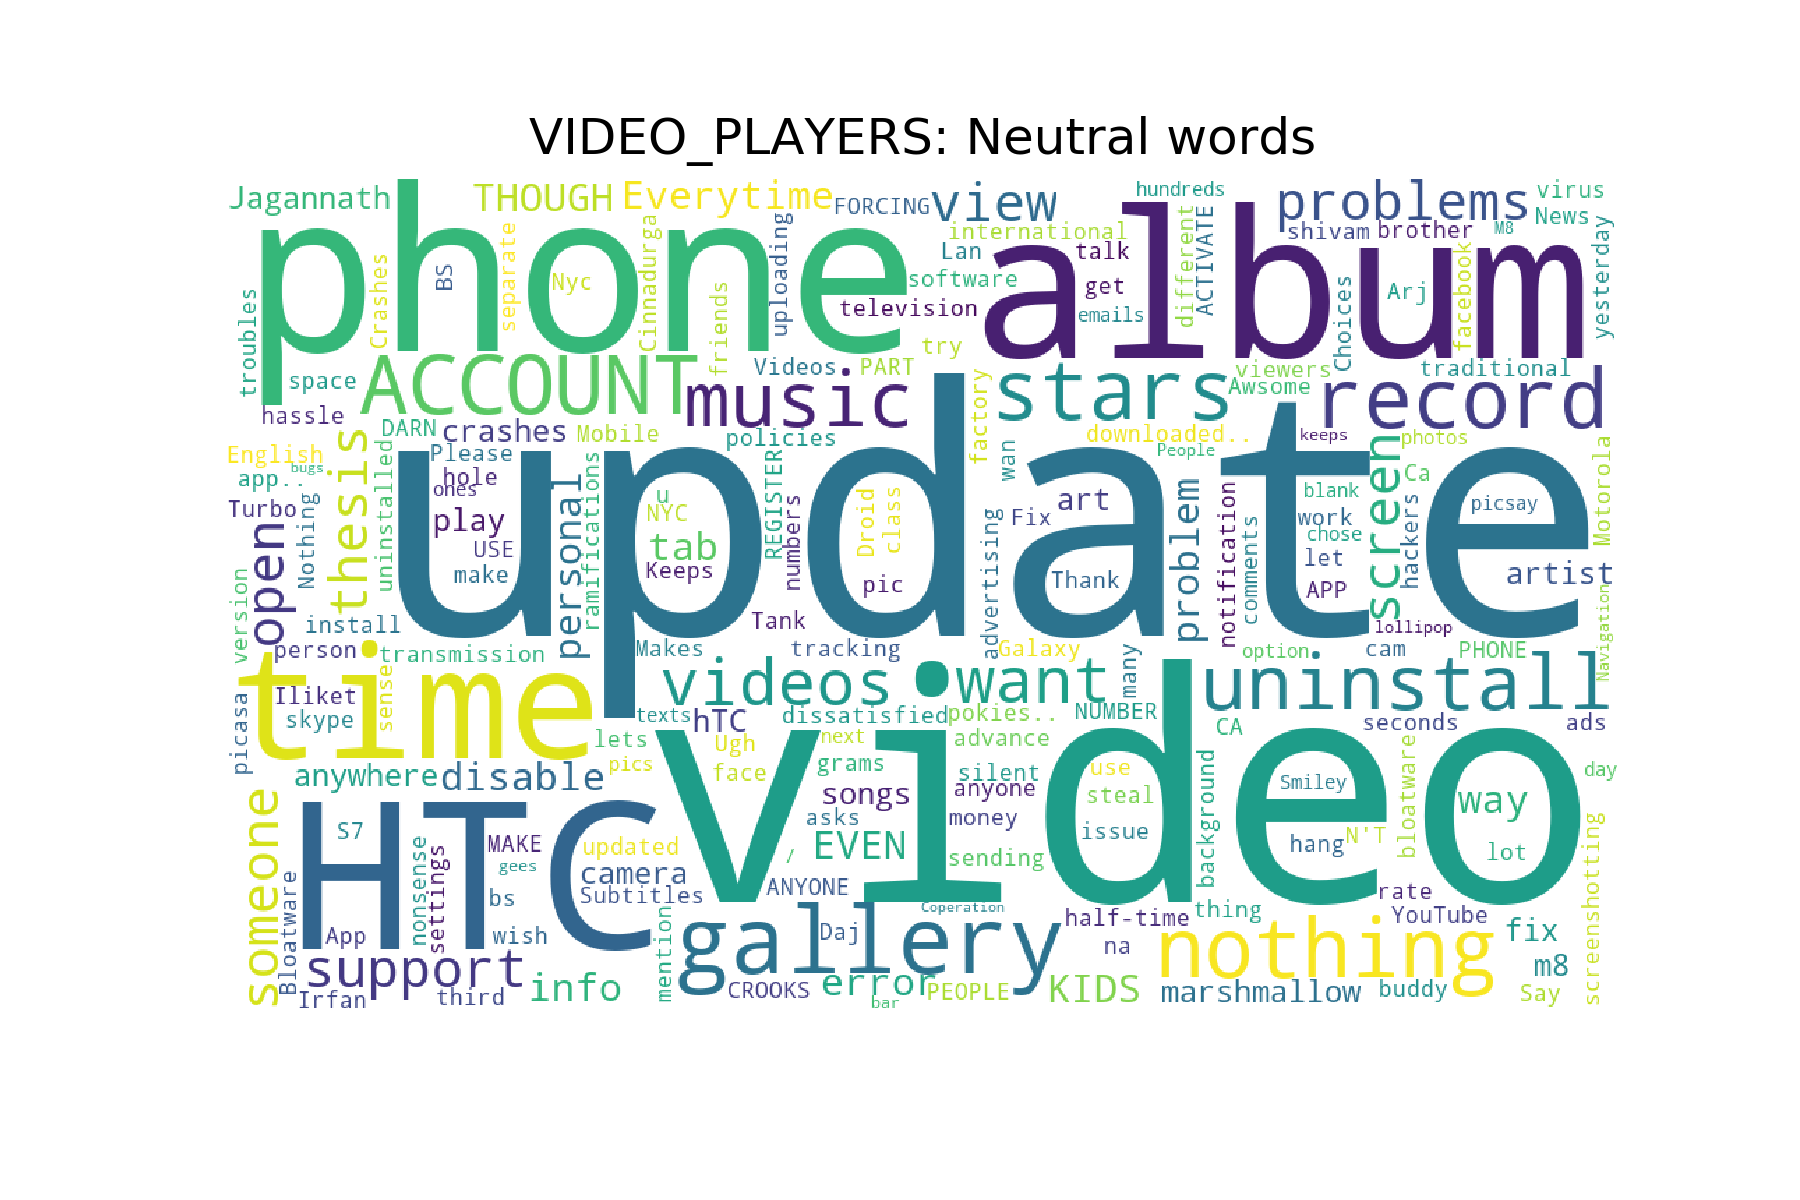 VIDEO_PLAYERS: Neutral words
Jagannath
THOUGH
Everytime
FORCING
view
hundreds
problems
virus
News
phone
album
international
shivam
brother
M8
Lan
talk
software
get
television
emails
different
ACTIVATE
Arj
facebook
yesterday
Choices
troubles
Crashes
BS
separate
Nyc
Cinnadurga
friends
uploading
try
space
hassle
ACCOUNT
Videos
PART
music
stars
viewers
Awsome
traditional
record
factory
DARN
crashes
Mobile
policies
downloaded..
People
keeps
photos
English
bugs
app..
Turbo
Nothing
thesis
uninstalled
Please
hole
ones
play
USE
make
update
personal
ramifications
u
NYC
tab
Keeps
REGISTER
numbers
Droid
class
pic
wan
advertising
Fix
art
Thank
problem
notification
comments
blank
work
chose
let
APP
screen
Ca
hackers
picsay
Motorola
artist
Navigation
lollipop
version
open
install
person
transmission
Makes
Tank
tracking
Galaxy
many
option
cam
PHONE
time
Iliket
skype
sense
picasa
videos
want
uninstall
texts
hTC
dissatisfied
pokies..
NUMBER
CA
seconds
ads
lets
Ugh
next
advance
pics
face
grams
silent
use
day
anywhere
disable
video
songs
anyone
steal
background
Smiley
bloatware
way
someone
HTC
S7
nonsense
MAKE
gees
updated
camera
Subtitles
asks
money
issue
/
EVEN
sending
hang
N'T
lot
screenshotting
Bloatware
settings
bs
wish
App
ANYONE
Coperation
rate
YouTube
mention
gallery
Daj
half-time
thing
na
nothing
fix
m8
support
info
Irfan
third
CROOKS
error
bar
PEOPLE
KIDS
marshmallow
buddy
Say